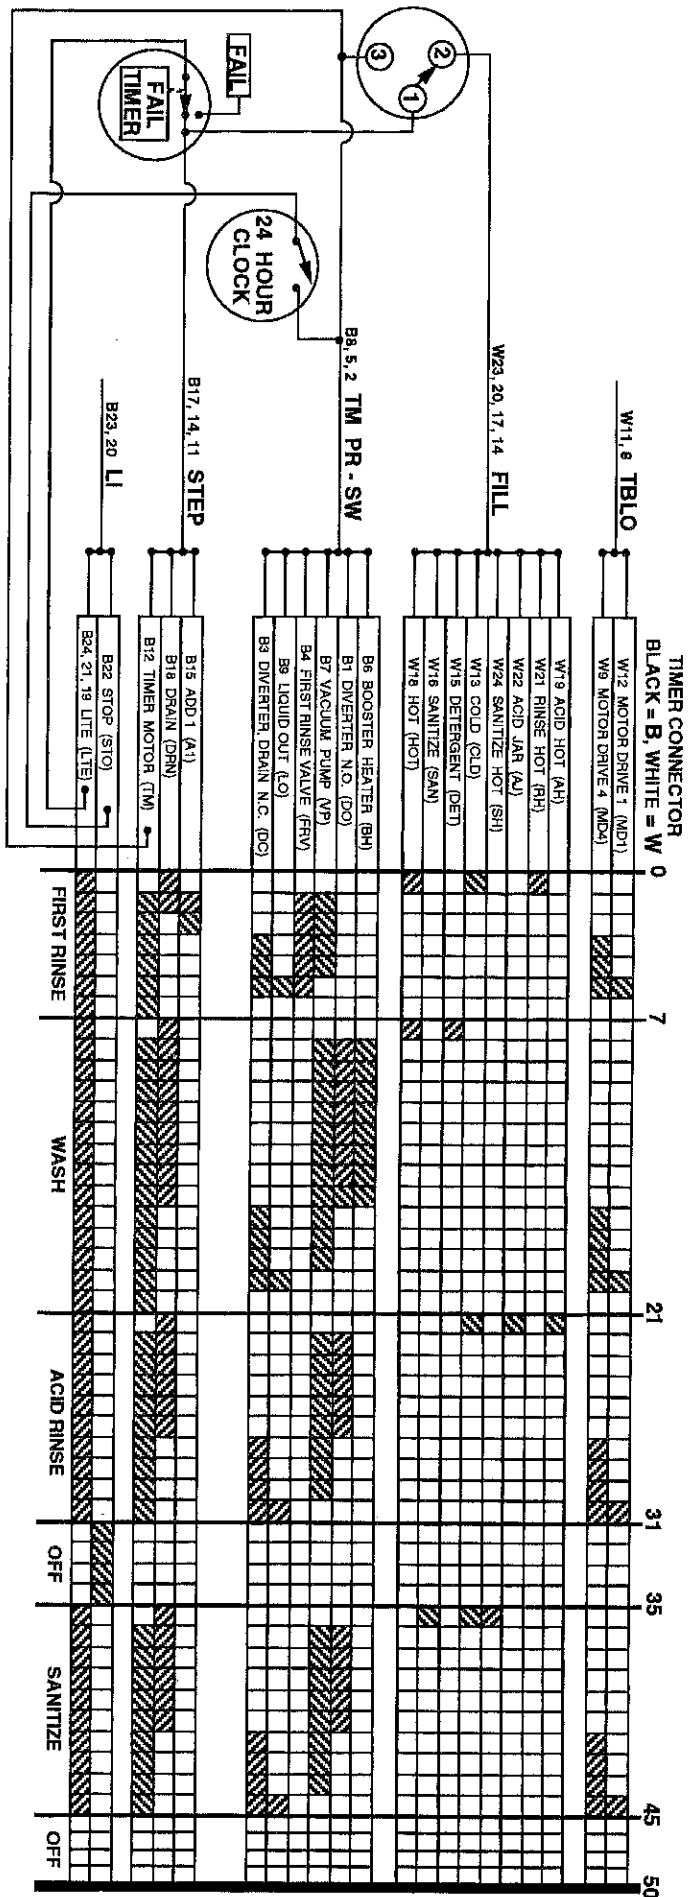 TIMER CONNECTOR
BLACK = B, WHITE = W
0
7
21
31
35
45
50
W11, 8 TBLO
W12 MOTOR DRIVE 1 (MD1)
W9 MOTOR DRIVE 4 (MD4)
W23, 20, 17, 14 FILL
W19 ACID HOT (AH)
W21 RINSE HOT (RH)
W22 ACID JAR (AJ)
W24 SANITIZE HOT (SH)
W13 COLD (CLD)
W15 DETERGENT (DET)
W16 SANITIZE (SAN)
W18 HOT (HOT)
B8, 5, 2 TM PR - SW
B6 BOOSTER HEATER (BH)
B1 DIVERTER N.O. (DO)
B7 VACUUM PUMP (VP)
B4 FIRST RINSE VALVE (FRV)
B9 LIQUID OUT (LO)
B3 DIVERTER, DRAIN N.C. (DC)
B17, 14, 11 STEP
B15 ADD 1 (A1)
B18 DRAIN (DRN)
B12 TIMER MOTOR (TM)
B23, 20 LI
B22 STOP (STO)
B24, 21, 19 LITE (LTE)
1
2
3
FAIL
FAIL
TIMER
24 HOUR
CLOCK
FIRST RINSE
WASH
ACID RINSE
OFF
SANITIZE
OFF